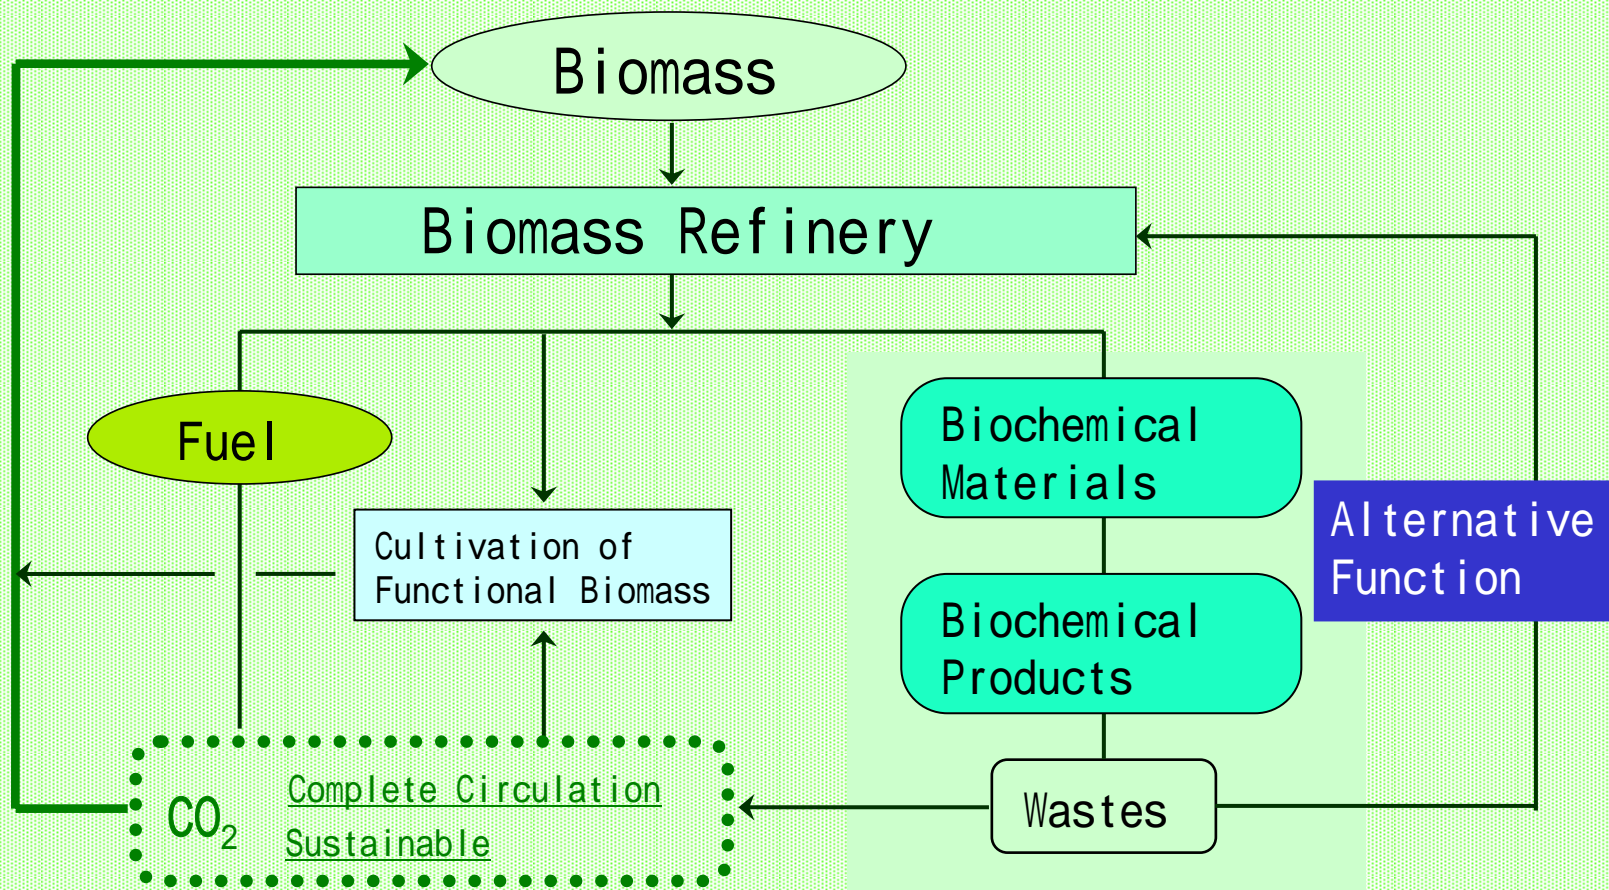 Biomass
Biomass Refinery
Fuel
Cultivation of
Functional Biomass
Biochemical
Materials
Biochemical
Products
Alternative
Function
CO₂
Complete Circulation
Sustainable
Wastes